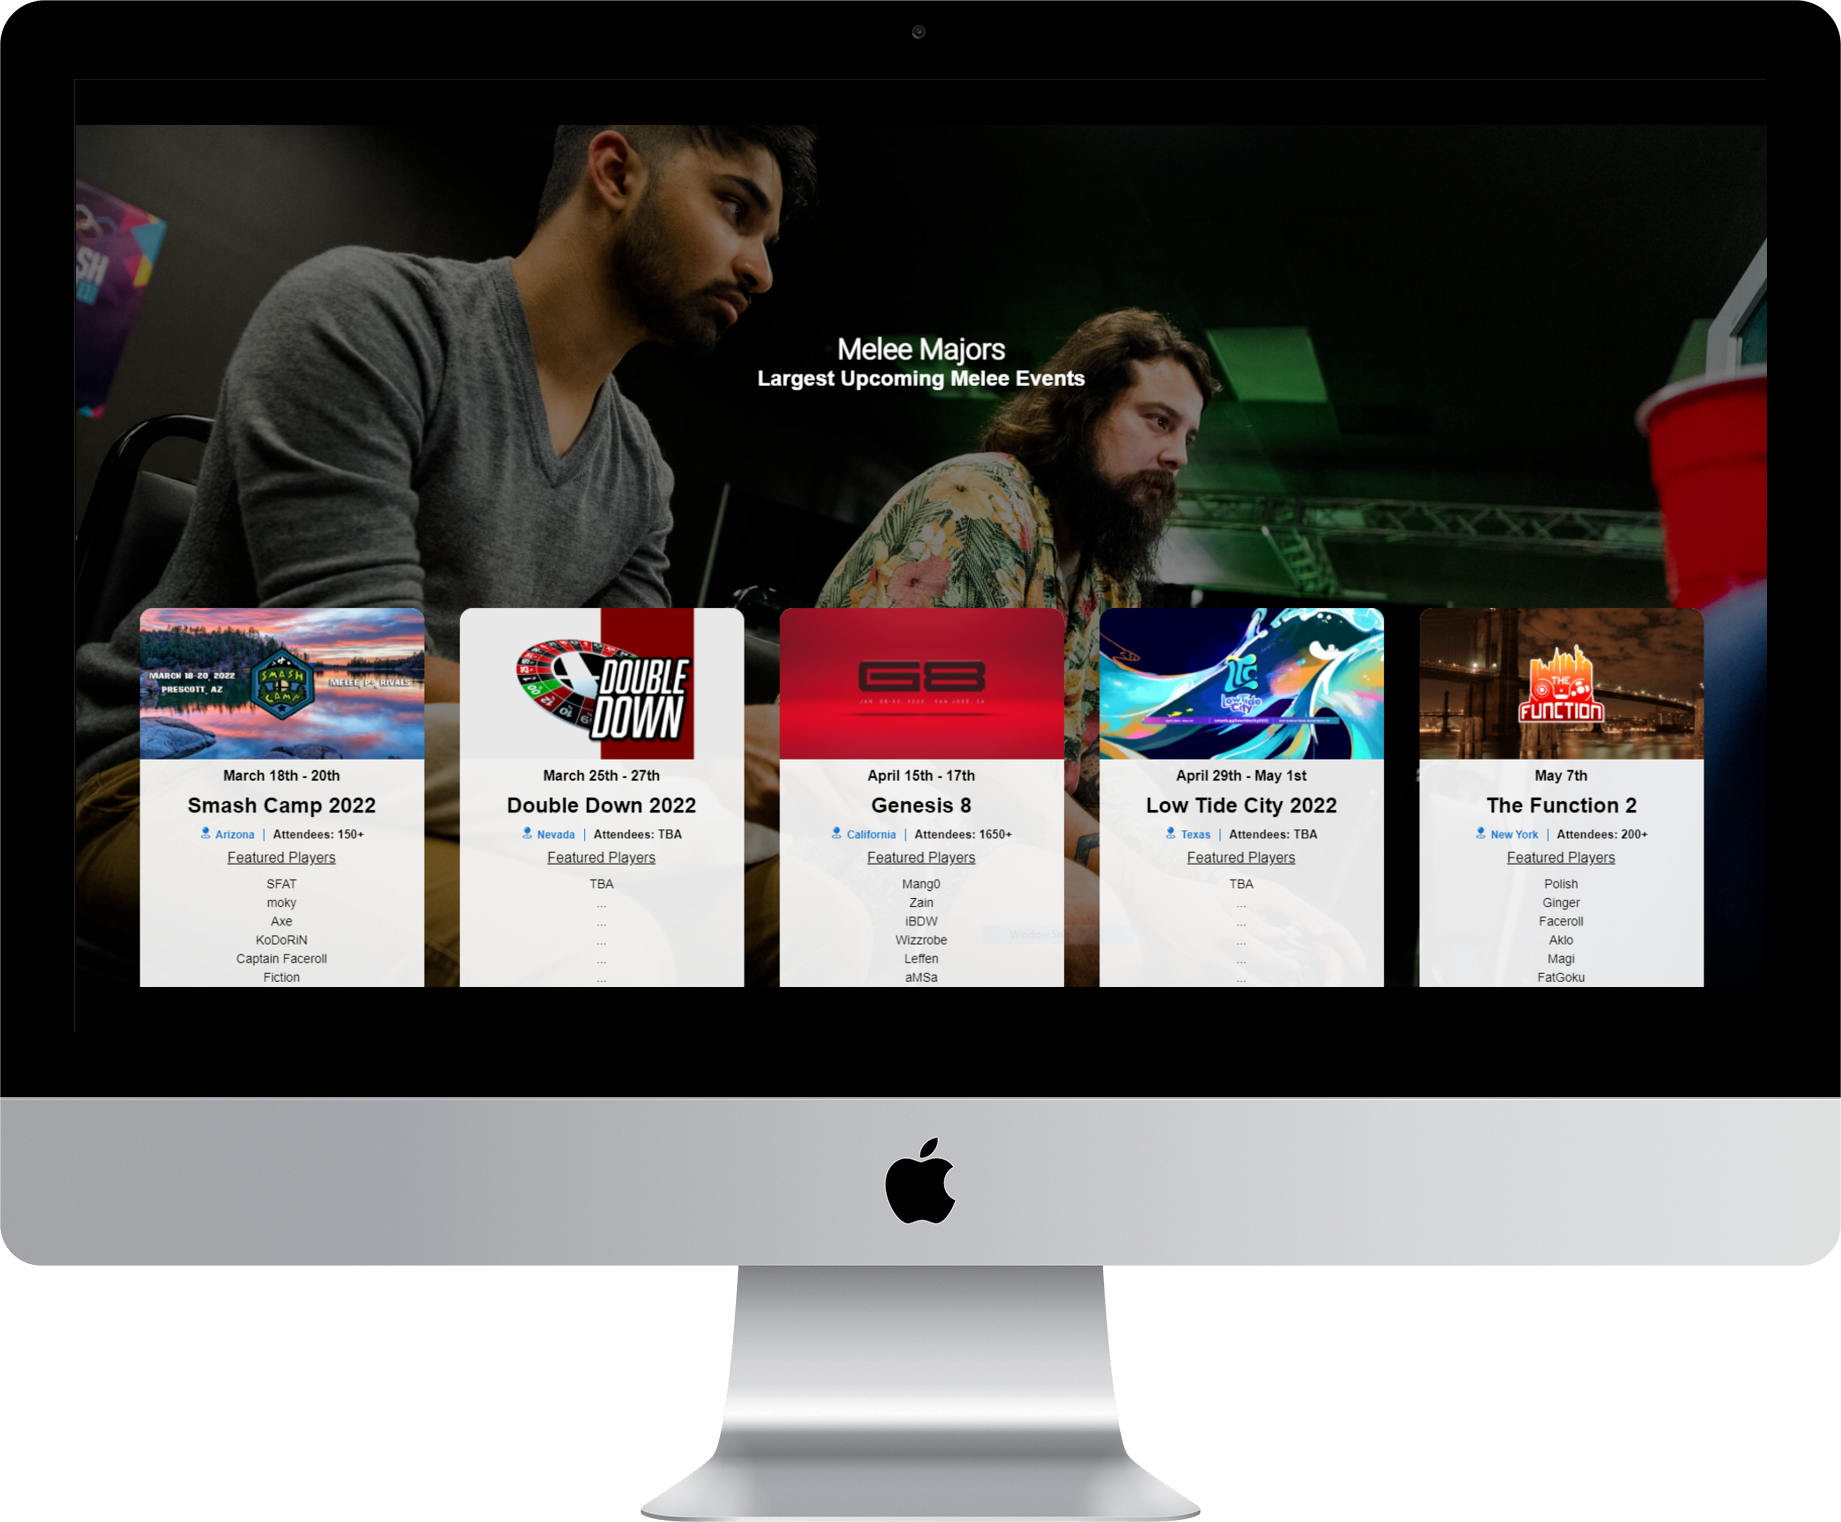 SH
Melee Majors
Largest Upcoming Melee Events
MARCH 18-20, 2022
PRESCOTT, AZ
SMASH
CAMP
MELEE
RIVALS
March 18th - 20th
Smash Camp 2022
Arizona | Attendees: 150+
Featured Players
SFAT
moky
Axe
KoDoRiN
Captain Faceroll
Fiction
DOUBLE
DOWN
March 25th - 27th
Double Down 2022
Nevada | Attendees: TBA
Featured Players
TBA
...
...
...
...
...
G8
SAN JOSE, CA
April 15th - 17th
Genesis 8
California | Attendees: 1650+
Featured Players
Mang0
Zain
iBDW
Wizzrobe
Leffen
aMSa
LTC
Low Tide
City
April 29th - May 1st
Low Tide City 2022
Texas | Attendees: TBA
Featured Players
TBA
...
...
...
...
...
THE
FUNCTION
May 7th
The Function 2
New York | Attendees: 200+
Featured Players
Polish
Ginger
Faceroll
Aklo
Magi
FatGoku